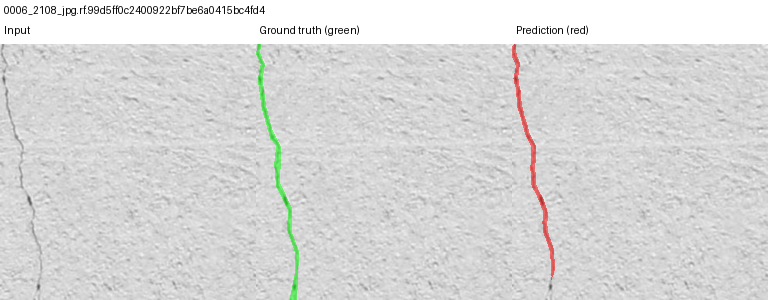 0006_2108_jpg.rf.99d5ff0c2400922bf7be6a0415bc4fd4
Input
Ground truth (green)
Prediction (red)